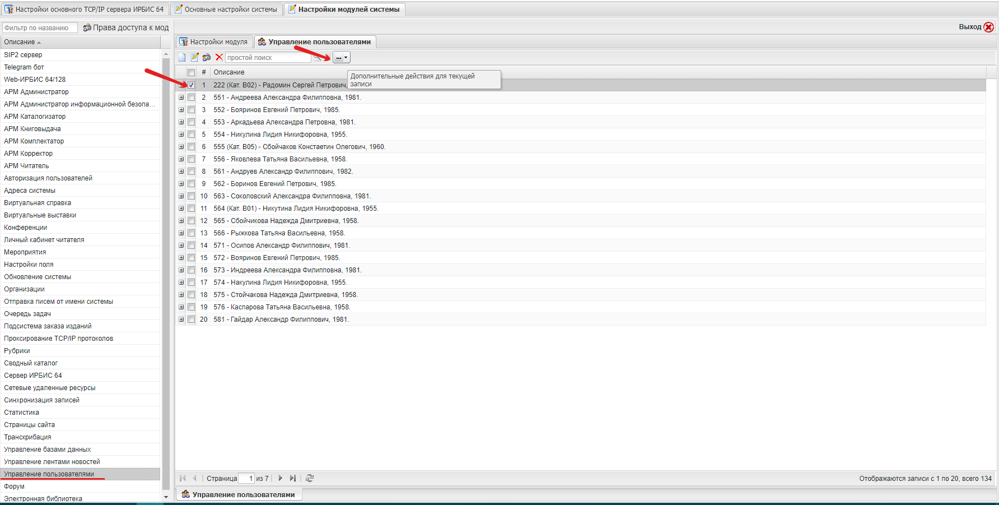 Настройки основного TCP/IP сервера ИРБИС 64
Основные настройки системы
Настройки модулей системы
Фильтр по названию
Права доступа к мод
Выход
Описание
SIP2 сервер
Telegram бот
Web-ИРБИС 64/128
АРМ Администратор
АРМ Администратор информационной безопа...
АРМ Каталогизатор
АРМ Книговыдача
АРМ Комплектатор
АРМ Корректор
АРМ Читатель
Авторизация пользователей
Адреса системы
Виртуальная справка
Виртуальные выставки
Конференции
Личный кабинет читателя
Мероприятия
Настройки поля
Обновление системы
Организации
Отправка писем от имени системы
Очередь задач
Подсистема заказа изданий
Проксирование TCP/IP протоколов
Рубрики
Сводный каталог
Сервер ИРБИС 64
Сетевые удаленные ресурсы
Синхронизация записей
Статистика
Страницы сайта
Транскрибация
Управление базами данных
Управление лентами новостей
Управление пользователями
Форум
Электронная библиотека
Настройки модуля
Управление пользователями
простой поиск
...
# Описание
Дополнительные действия для текущей
записи
1 222 (Кат. B02) - Радомин Сергей Петрович,
2 551 - Андреева Александра Филипповна, 1981.
3 552 - Бояринов Евгений Петрович, 1985.
4 553 - Аркадьева Александра Петровна, 1981.
5 554 - Никулина Лидия Никифоровна, 1955.
6 555 (Кат. B05) - Сбойчаков Констаетин Олегович, 1960.
7 556 - Яковлева Татьяна Васильевна, 1958.
8 561 - Андруев Александр Филиппович, 1982.
9 562 - Боринов Евгений Петрович, 1985.
10 563 - Соколовский Александра Филипповна, 1981.
11 564 (Кат. B01) - Никутина Лидия Никифоровна, 1955.
12 565 - Сбойчикова Надежда Дмитриевна, 1958.
13 566 - Рыжкова Татьяна Васильевна, 1958.
14 571 - Осипов Александр Филиппович, 1981.
15 572 - Вояринов Евгений Петрович, 1985.
16 573 - Индреева Александра Филипповна, 1981.
17 574 - Накулина Лидия Никифоровна, 1955.
18 575 - Стойчакова Надежда Дмитриевна, 1958.
19 576 - Каспарова Татьяна Васильевна, 1958.
20 581 - Гайдар Александр Филиппович, 1981.
Страница 1 из 7
Отображаются записи с 1 по 20, всего 134
Управление пользователями